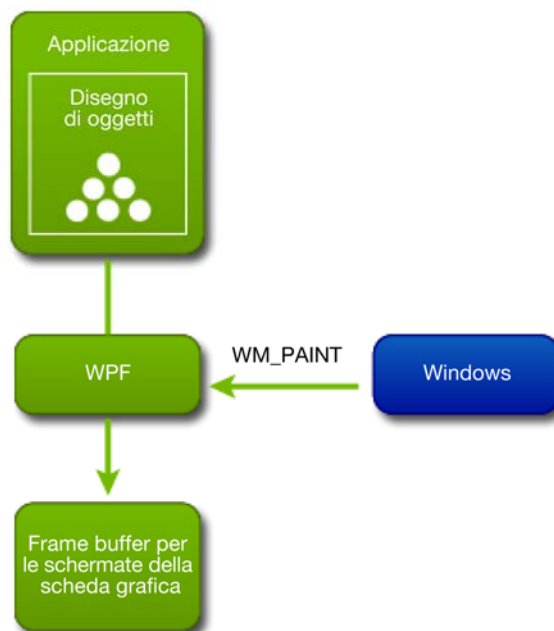 Applicazione
Disegno
di oggetti
WPF
WM_PAINT
Windows
Frame buffer per
le schermate della
scheda grafica